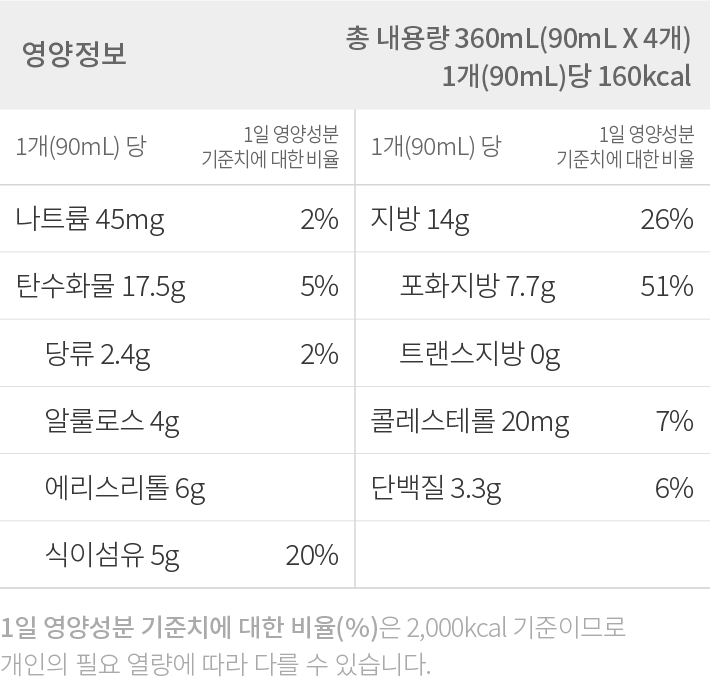 영양정보
총 내용량 360mL(90mL X 4개)
1개(90mL)당 160kcal
1개(90mL) 당
1일 영양성분
기준치에 대한 비율
1개(90mL) 당
1일 영양성분
기준치에 대한 비율
나트륨 45mg 2%
지방 14g 26%
탄수화물 17.5g 5%
포화지방 7.7g 51%
당류 2.4g 2%
트랜스지방 0g
알룰로스 4g
콜레스테롤 20mg 7%
에리스리톨 6g
단백질 3.3g 6%
식이섬유 5g 20%
1일 영양성분 기준치에 대한 비율(%)은 2,000kcal 기준이므로
개인의 필요 열량에 따라 다를 수 있습니다.